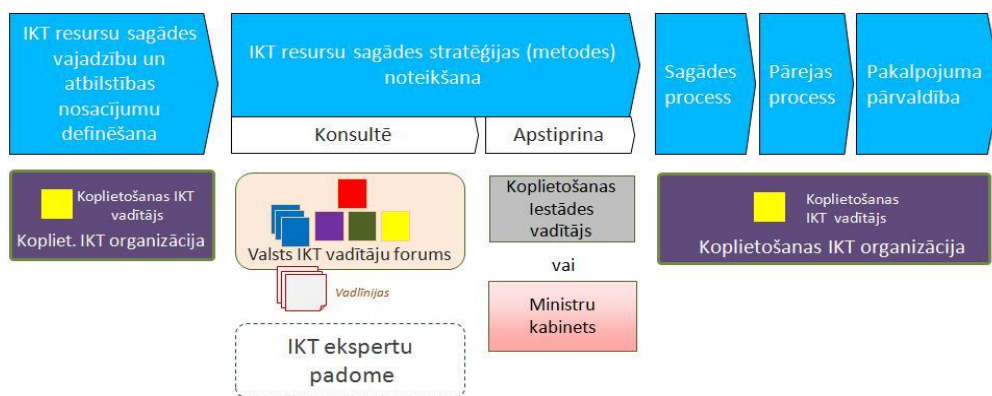 IKT resursu sagādes
vajadzību un
atbilstības
nosacījumu
definēšana
IKT resursu sagādes stratēģijas (metodes)
noteikšana
Konsultē
Apstiprina
Sagādes
process
Pārejas
process
Pakalpojuma
pārvaldība
Koplietošanas IKT
vadītājs
Kopliet. IKT organizācija
Valsts IKT vadītāju forums
Vadlīnijas
IKT ekspertu
padome
Koplietošanas
Iestādes
vadītājs
vai
Ministru
kabinets
Koplietošanas
IKT vadītājs
Koplietošanas IKT organizācija